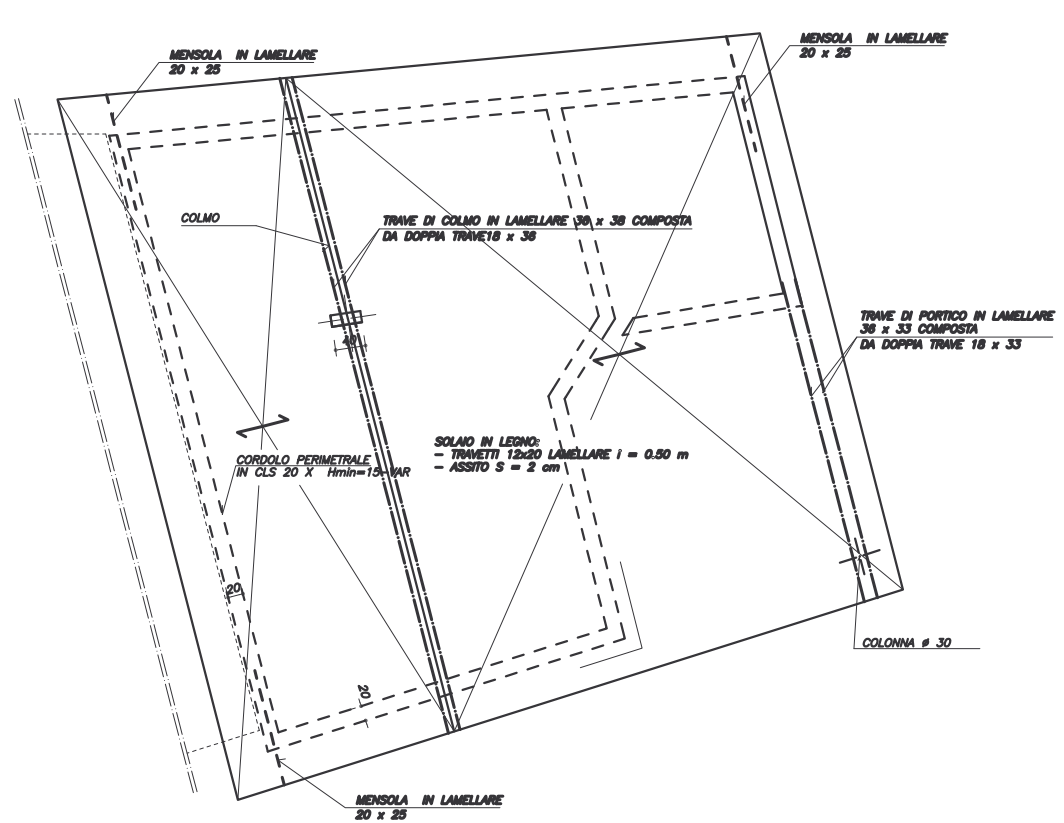 MENSOLA IN LAMELLARE
20 x 25
MENSOLA IN LAMELLARE
20 x 25
COLMO
TRAVE DI COLMO IN LAMELLARE 36 x 38 COMPOSTA
DA DOPPIA TRAVE18 x 36
40
TRAVE DI PORTICO IN LAMELLARE
36 x 33 COMPOSTA
DA DOPPIA TRAVE 18 x 33
SOLAIO IN LEGNO:
- TRAVETTI 12x20 LAMELLARE i = 0.50 m
- ASSITO S = 2 cm
CORDOLO PERIMETRALE
IN CLS 20 X Hmin=15-VAR
20
COLONNA ø 30
20
MENSOLA IN LAMELLARE
20 x 25